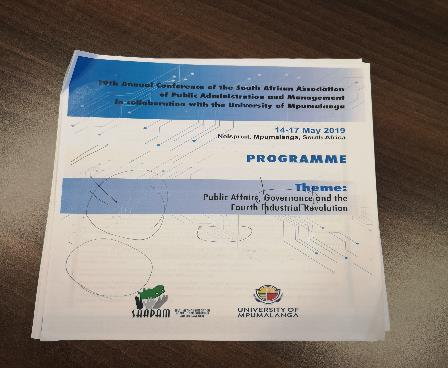 Annual Conference of the South African Association
of Public Administration and Management
in collaboration with the University of Mpumalanga
14-17 May 2019
Nelspruit, Mpumalanga, South Africa
PROGRAMME
Theme:
Public Affairs, Governance and the
Fourth Industrial Revolution
SAAPAM
UNIVERSITY OF
MPUMALANGA